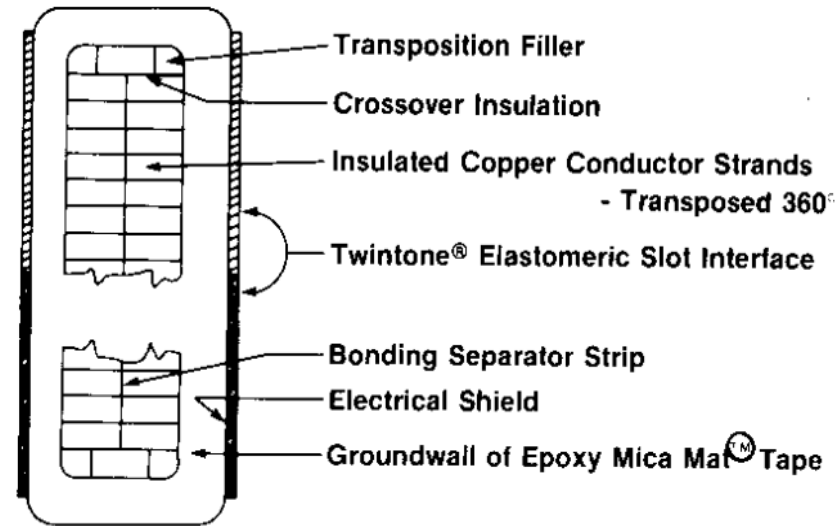 Transposition Filler
Crossover Insulation
Insulated Copper Conductor Strands
- Transposed 360°
Twintone® Elastomeric Slot Interface
Bonding Separator Strip
Electrical Shield
Groundwall of Epoxy Mica Mat™ Tape